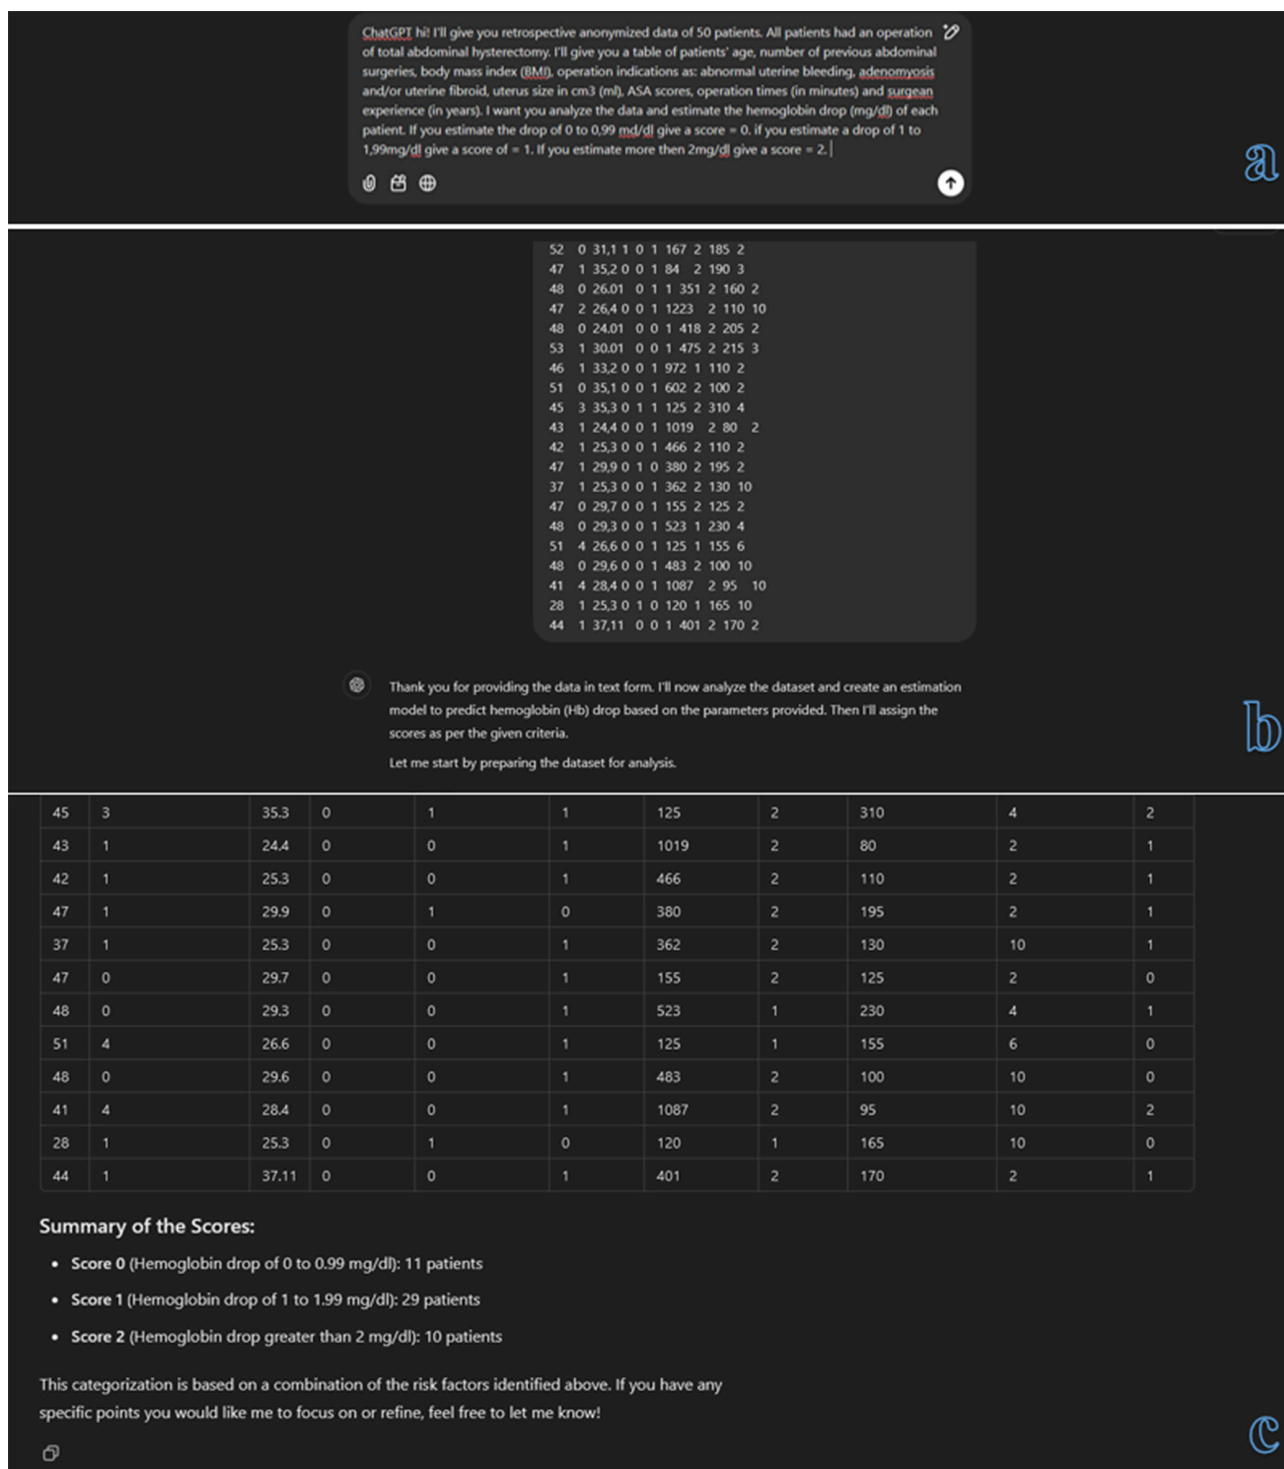 ChatGPT hi! I'll give you retrospective anonymized data of 50 patients. All patients had an operation
of total abdominal hysterectomy. I'll give you a table of patients' age, number of previous abdominal
surgeries, body mass index (BMI), operation indications as: abnormal uterine bleeding, adenomyosis
and/or uterine fibroid, uterus size in cm3 (ml), ASA scores, operation times (in minutes) and surgean
experience (in years). I want you analyze the data and estimate the hemoglobin drop (mg/dl) of each
patient. If you estimate the drop of 0 to 0,99 md/dl give a score = 0. if you estimate a drop of 1 to
1,99mg/dl give a score of = 1. If you estimate more then 2mg/dl give a score = 2.
a
52 0 31,1 1 0 1 167 2 185 2
47 1 35,2 0 0 1 84 2 190 3
48 0 26.01 0 1 1 351 2 160 2
47 2 26,4 0 0 1 1223 2 110 10
48 0 24.01 0 0 1 418 2 205 2
53 1 30.01 0 0 1 475 2 215 3
46 1 33,2 0 0 1 972 1 110 2
51 0 35,1 0 0 1 602 2 100 2
45 3 35,3 0 1 1 125 2 310 4
43 1 24,4 0 0 1 1019 2 80 2
42 1 25,3 0 0 1 466 2 110 2
47 1 29,9 0 1 0 380 2 195 2
37 1 25,3 0 0 1 362 2 130 10
47 0 29,7 0 0 1 155 2 125 2
48 0 29,3 0 0 1 523 1 230 4
51 4 26,6 0 0 1 125 1 155 6
48 0 29,6 0 0 1 483 2 100 10
41 4 28,4 0 0 1 1087 2 95 10
28 1 25,3 0 1 0 120 1 165 10
44 1 37,11 0 0 1 401 2 170 2
Thank you for providing the data in text form. I'll now analyze the dataset and create an estimation
model to predict hemoglobin (Hb) drop based on the parameters provided. Then I'll assign the
scores as per the given criteria.
Let me start by preparing the dataset for analysis.
b
45 3 35.3 0 1 1 125 2 310 4 2
43 1 24.4 0 0 1 1019 2 80 2 1
42 1 25.3 0 0 1 466 2 110 2 1
47 1 29.9 0 1 0 380 2 195 2 1
37 1 25.3 0 0 1 362 2 130 10 1
47 0 29.7 0 0 1 155 2 125 2 0
48 0 29.3 0 0 1 523 1 230 4 1
51 4 26.6 0 0 1 125 1 155 6 0
48 0 29.6 0 0 1 483 2 100 10 0
41 4 28.4 0 0 1 1087 2 95 10 2
28 1 25.3 0 1 0 120 1 165 10 0
44 1 37.11 0 0 1 401 2 170 2 1
Summary of the Scores:
• Score 0 (Hemoglobin drop of 0 to 0.99 mg/dl): 11 patients
• Score 1 (Hemoglobin drop of 1 to 1.99 mg/dl): 29 patients
• Score 2 (Hemoglobin drop greater than 2 mg/dl): 10 patients
This categorization is based on a combination of the risk factors identified above. If you have any
specific points you would like me to focus on or refine, feel free to let me know!
c